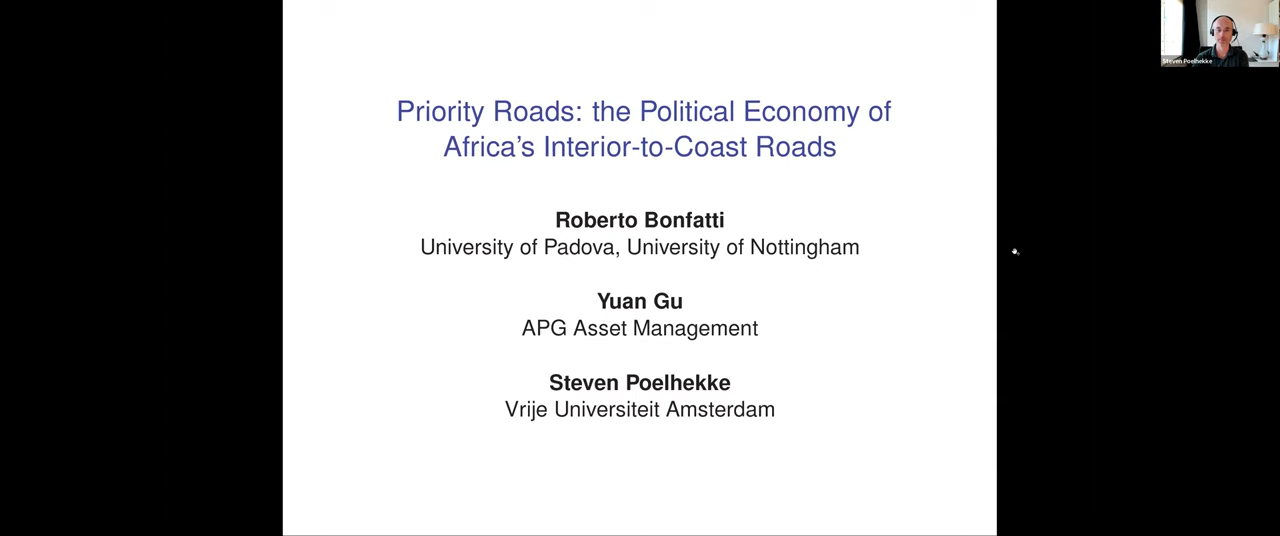 Priority Roads: the Political Economy of
Africa's Interior-to-Coast Roads
Roberto Bonfatti
University of Padova, University of Nottingham
Yuan Gu
APG Asset Management
Steven Poelhekke
Vrije Universiteit Amsterdam
Steven Poelhekke